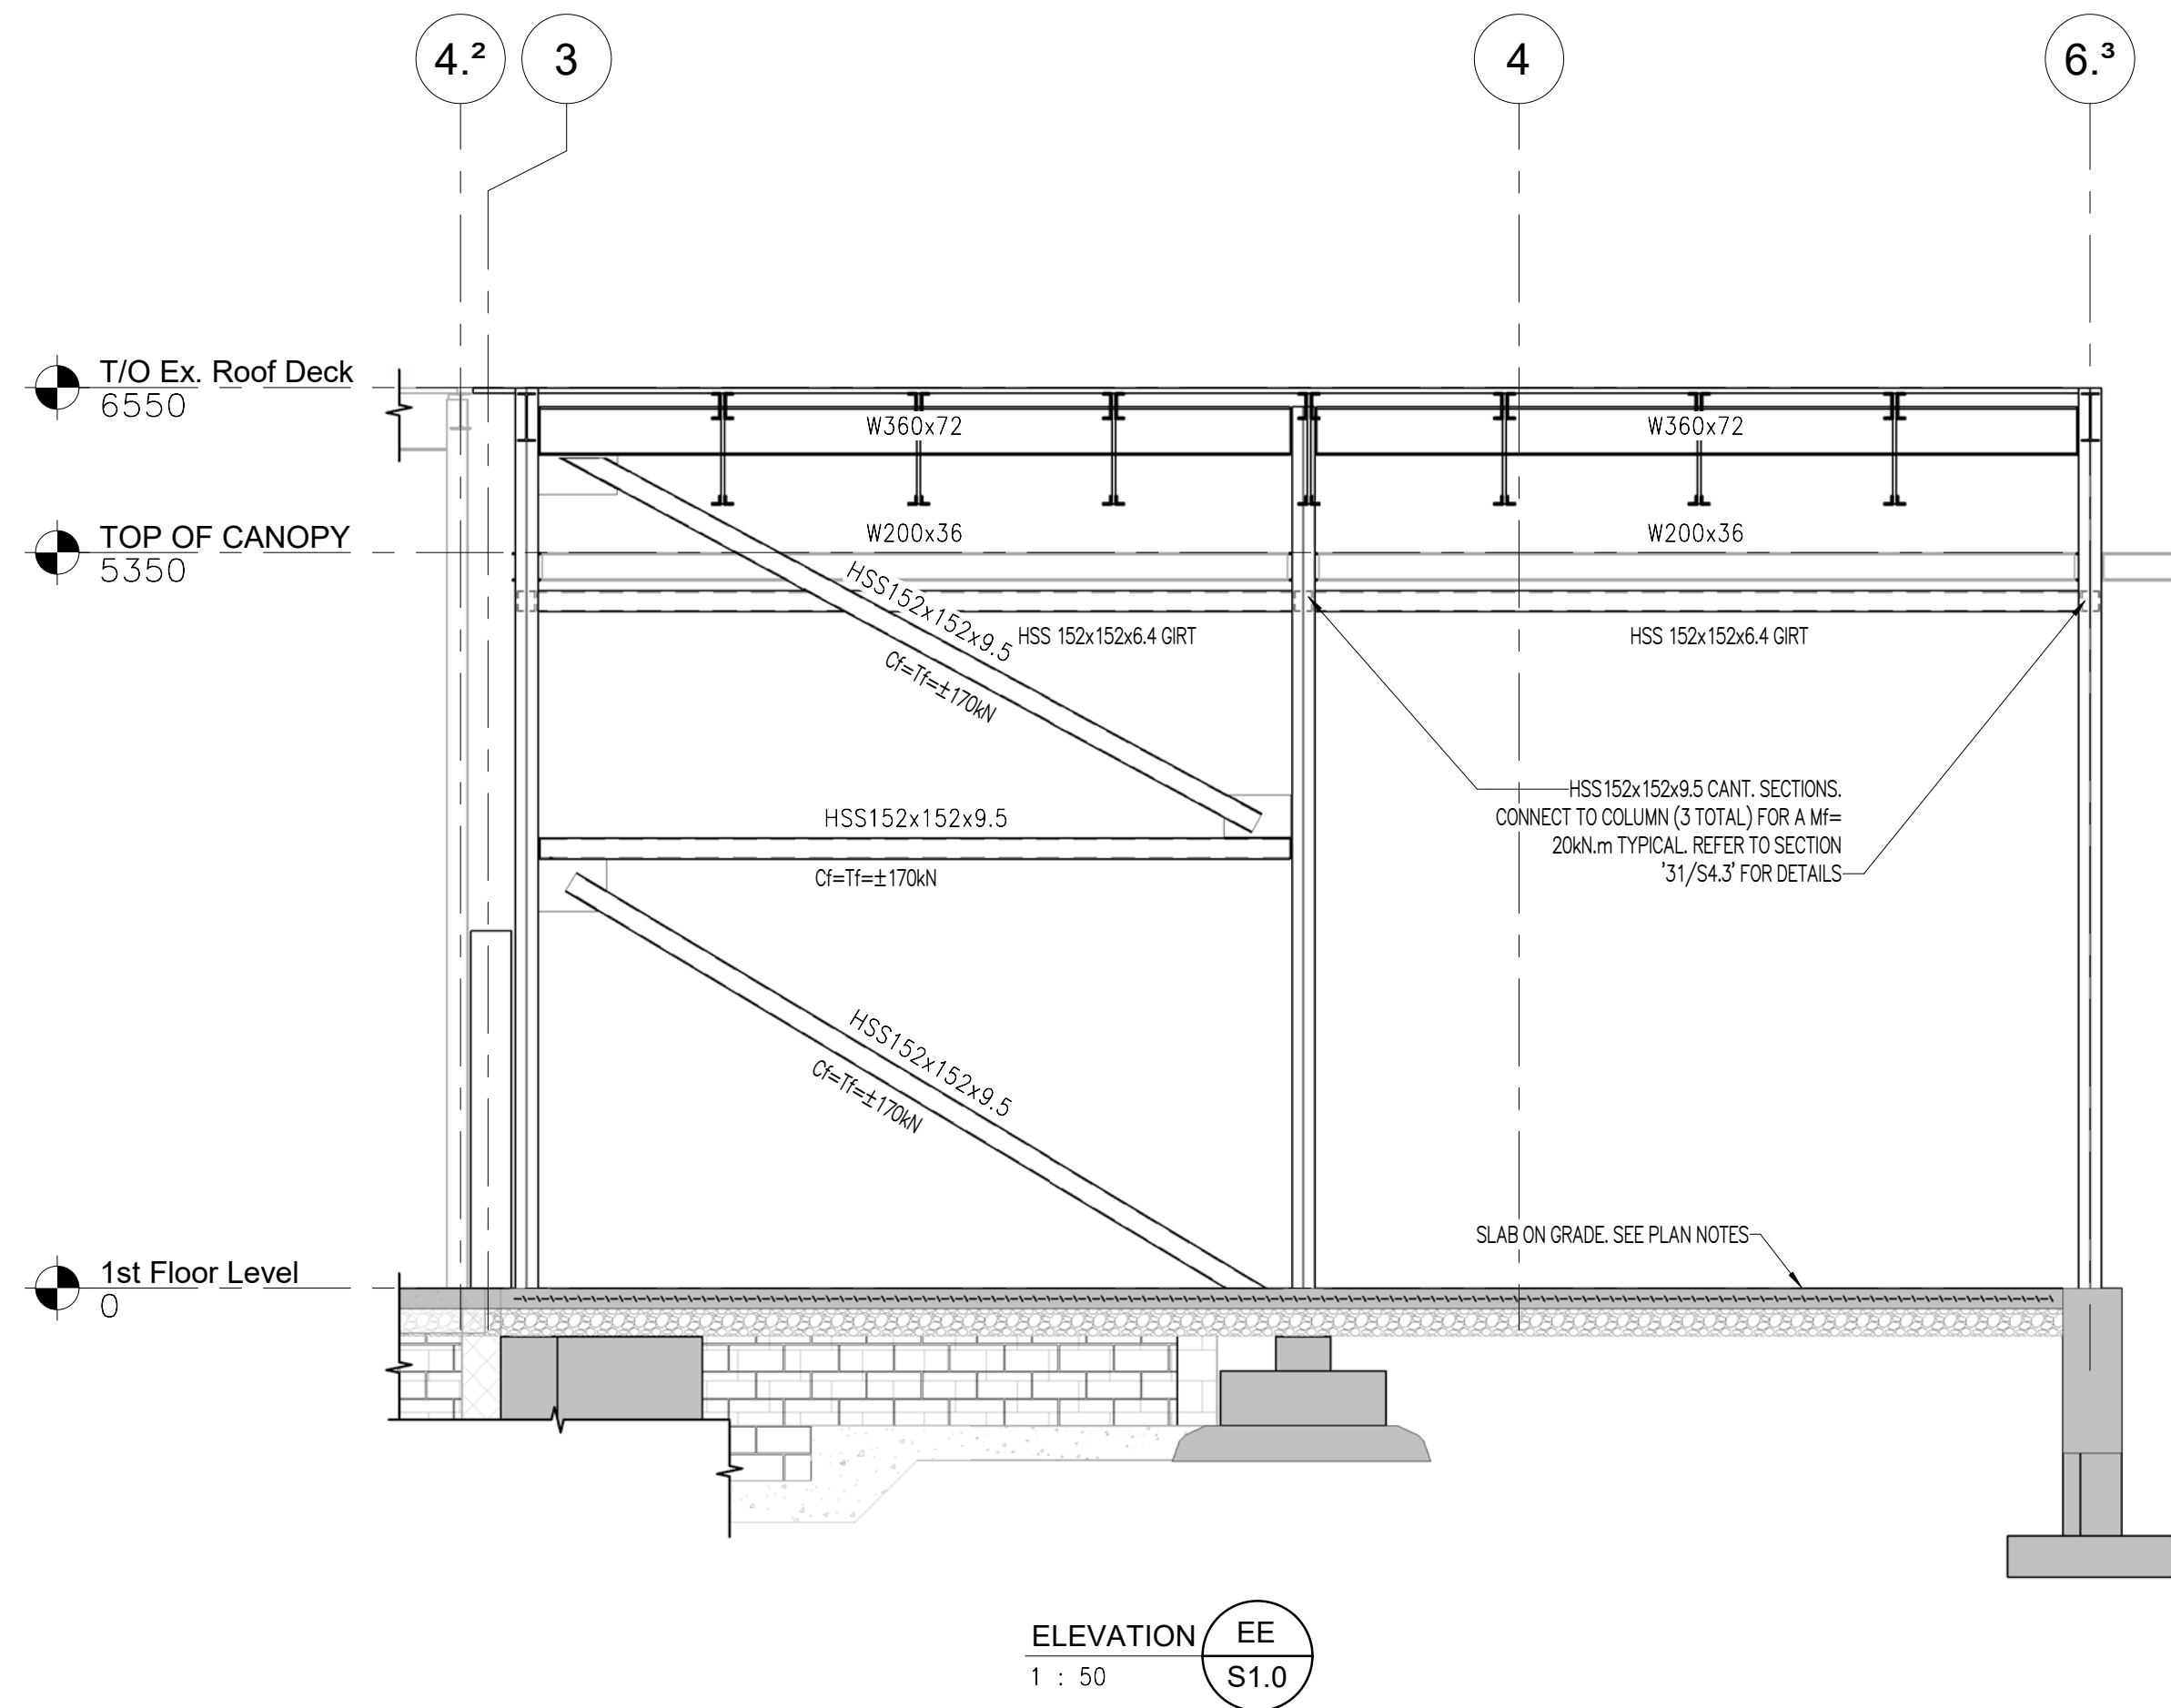 4.²
3
4
6.³
T/O Ex. Roof Deck
6550
W360x72
W360x72
TOP OF CANOPY
5350
W200x36
W200x36
HSS152x152x9.5
Cf=Tf=±170kN
HSS 152x152x6.4 GIRT
HSS 152x152x6.4 GIRT
HSS152x152x9.5 CANT. SECTIONS.
CONNECT TO COLUMN (3 TOTAL) FOR A Mf=
20kN.m TYPICAL. REFER TO SECTION
'31/S4.3' FOR DETAILS
HSS152x152x9.5
Cf=Tf=±170kN
HSS152x152x9.5
Cf=Tf=±170kN
SLAB ON GRADE. SEE PLAN NOTES
1st Floor Level
0
ELEVATION
1 : 50
EE
S1.0